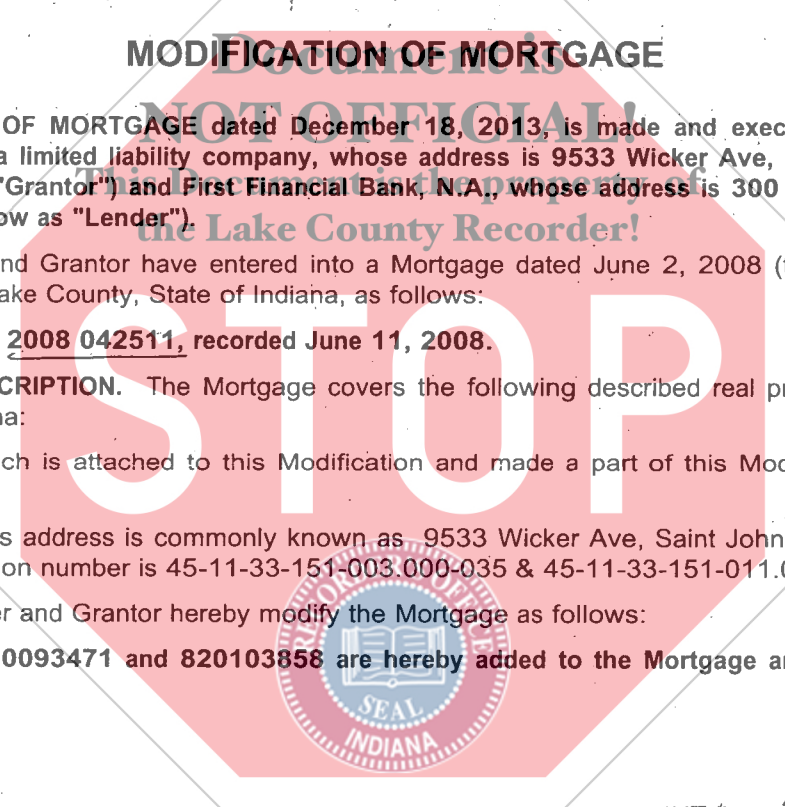 MODIFICATION OF MORTGAGE
Document is
NOT OFFICIAL!
This Document is the property of
the Lake County Recorder!
OF MORTGAGE dated December 18, 2013, is made and exec
a limited liability company, whose address is 9533 Wicker Ave,
"Grantor") and First Financial Bank, N.A., whose address is 300
ow as "Lender").
nd Grantor have entered into a Mortgage dated June 2, 2008 (t
ake County, State of Indiana, as follows:
2008 042511, recorded June 11, 2008.
CRIPTION. The Mortgage covers the following described real pr
na:
ch is attached to this Modification and made a part of this Mod
s address is commonly known as 9533 Wicker Ave, Saint John
on number is 45-11-33-151-003.000-035 & 45-11-33-151-011.0
er and Grantor hereby modify the Mortgage as follows:
0093471 and 820103858 are hereby added to the Mortgage a
STOP
RECORDER'S OFFICE
SEAL
INDIANA